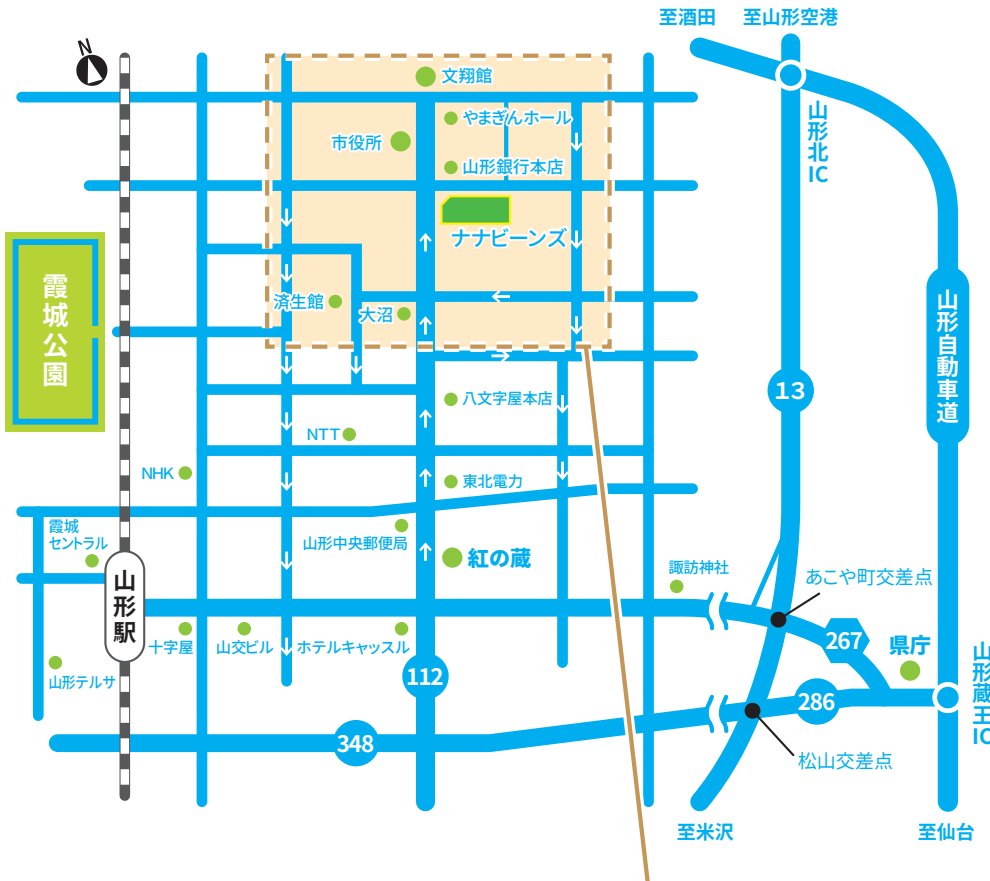 至酒田
至山形空港
N
文翔館
やまぎんホール
市役所
山形銀行本店
山形北IC
ナナビーンズ
霞城公園
済生館
大沼
山形自動車道
13
八文字屋本店
NTT
NHK
東北電力
霞城
セントラル
山形中央郵便局
紅の蔵
諏訪神社
あこや町交差点
山形駅
十字屋
山交ビル
ホテルキャッスル
267
県庁
山形テルサ
112
286
山形蔵王IC
348
松山交差点
至米沢
至仙台